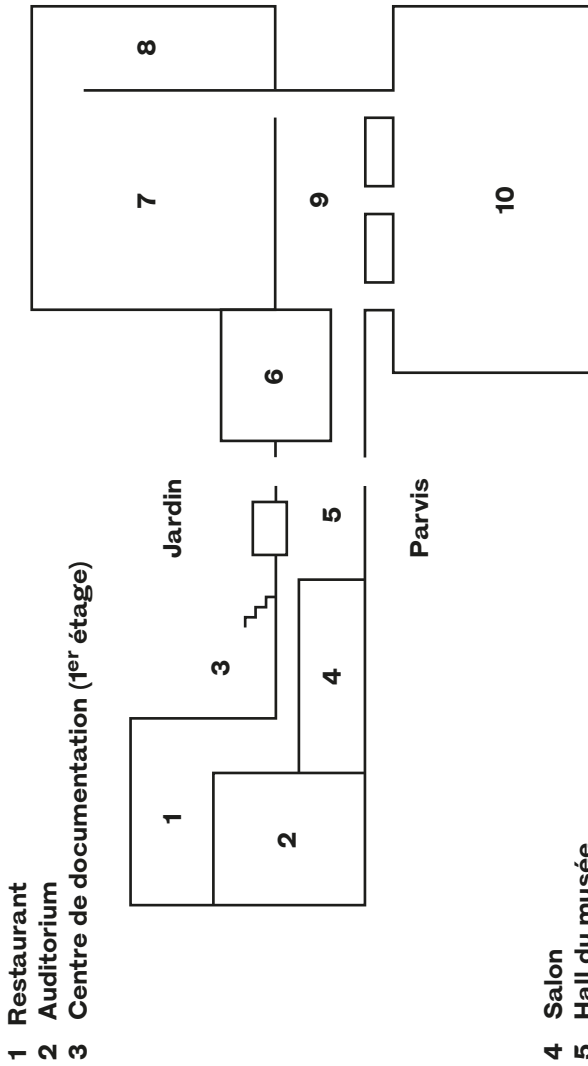 1 Restaurant
2 Auditorium
3 Centre de documentation (1er étage)
7 8
1 Jardin
3
2 6
4 5 9
Parvis
10
4 Salon
5 Hall du musée